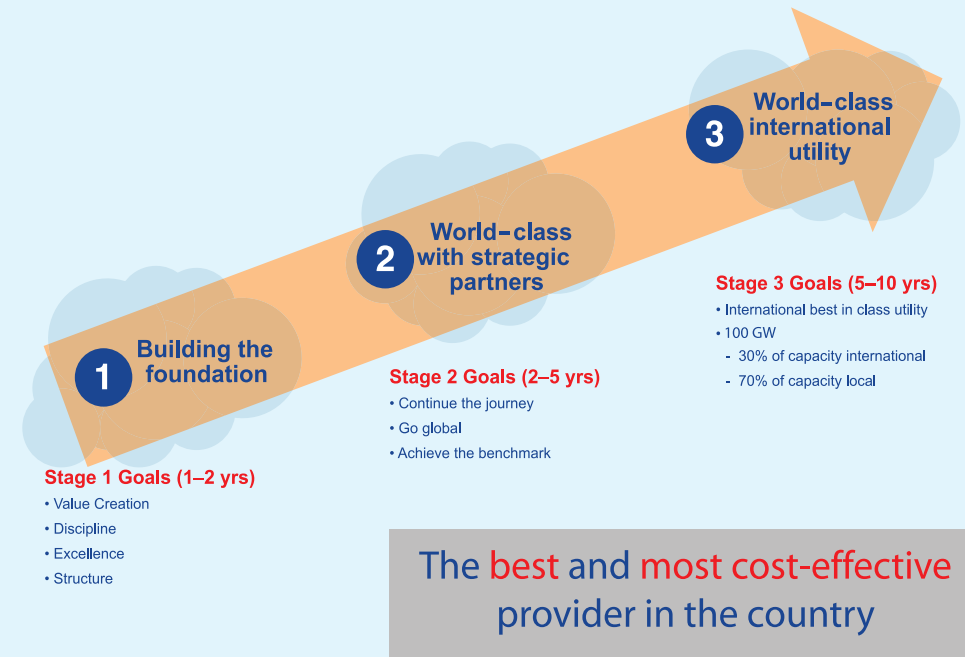 1
Building the
foundation
Stage 1 Goals (1–2 yrs)
• Value Creation
• Discipline
• Excellence
• Structure
2
World–class
with strategic
partners
Stage 2 Goals (2–5 yrs)
• Continue the journey
• Go global
• Achieve the benchmark
3
World–class
international
utility
Stage 3 Goals (5–10 yrs)
• International best in class utility
• 100 GW
- 30% of capacity international
- 70% of capacity local
The best and most cost-effective
provider in the country